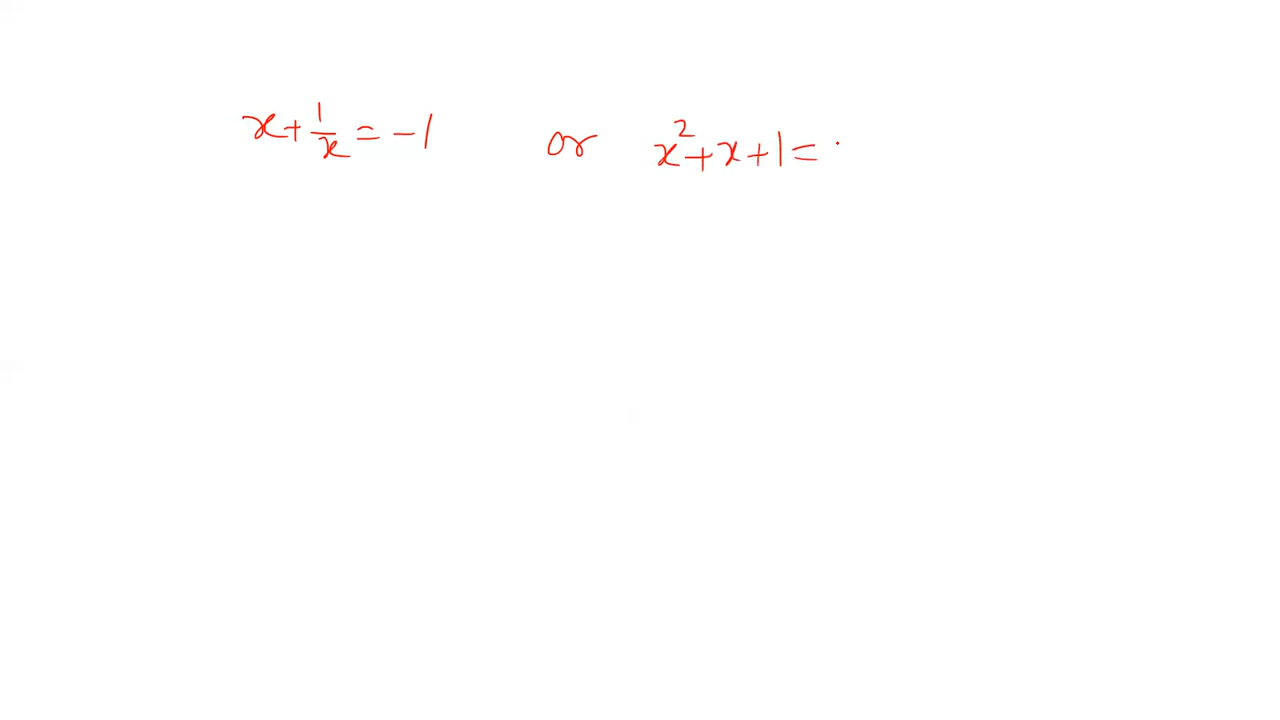 x + 1/x = -1 or x² + x + 1 =